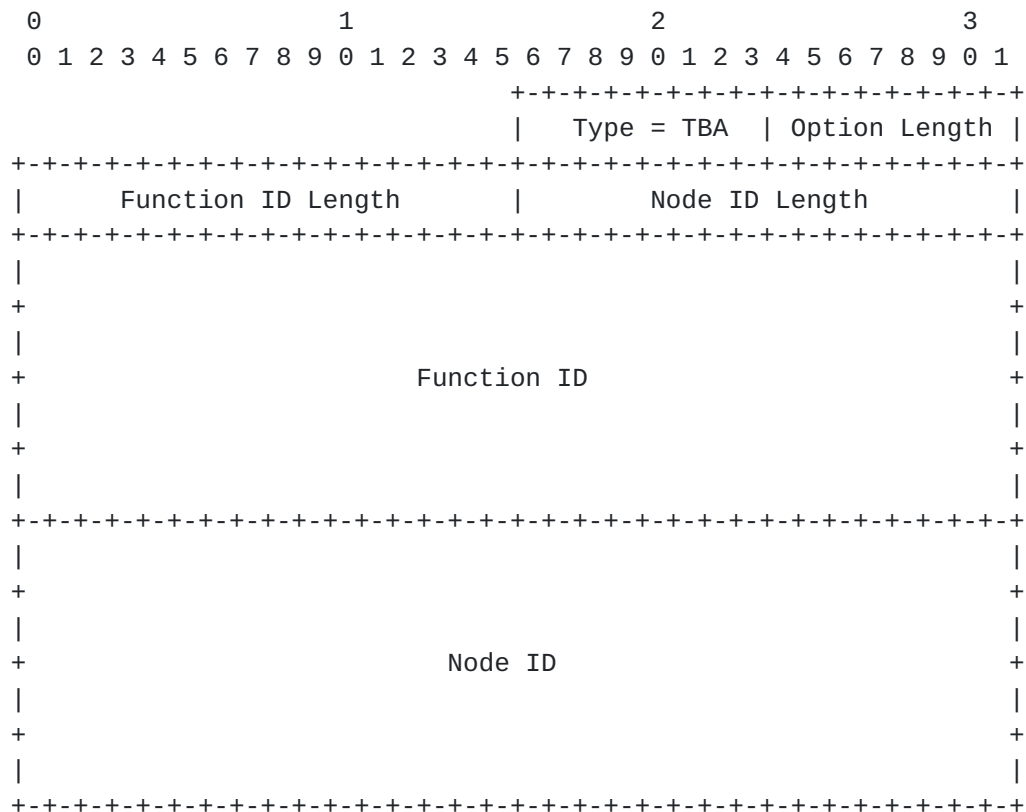 0                   1                   2                   3
 0 1 2 3 4 5 6 7 8 9 0 1 2 3 4 5 6 7 8 9 0 1 2 3 4 5 6 7 8 9 0 1
                                +-+-+-+-+-+-+-+-+-+-+-+-+-+-+-+-+
                                |   Type = TBA  | Option Length |
+-+-+-+-+-+-+-+-+-+-+-+-+-+-+-+-+-+-+-+-+-+-+-+-+-+-+-+-+-+-+-+-+
|      Function ID Length       |        Node ID Length         |
+-+-+-+-+-+-+-+-+-+-+-+-+-+-+-+-+-+-+-+-+-+-+-+-+-+-+-+-+-+-+-+-+
|                                                               |
+                                                               +
|                                                               |
+                         Function ID                           +
|                                                               |
+                                                               +
|                                                               |
+-+-+-+-+-+-+-+-+-+-+-+-+-+-+-+-+-+-+-+-+-+-+-+-+-+-+-+-+-+-+-+-+
|                                                               |
+                                                               +
|                                                               |
+                           Node ID                             +
|                                                               |
+                                                               +
|                                                               |
+-+-+-+-+-+-+-+-+-+-+-+-+-+-+-+-+-+-+-+-+-+-+-+-+-+-+-+-+-+-+-+-+